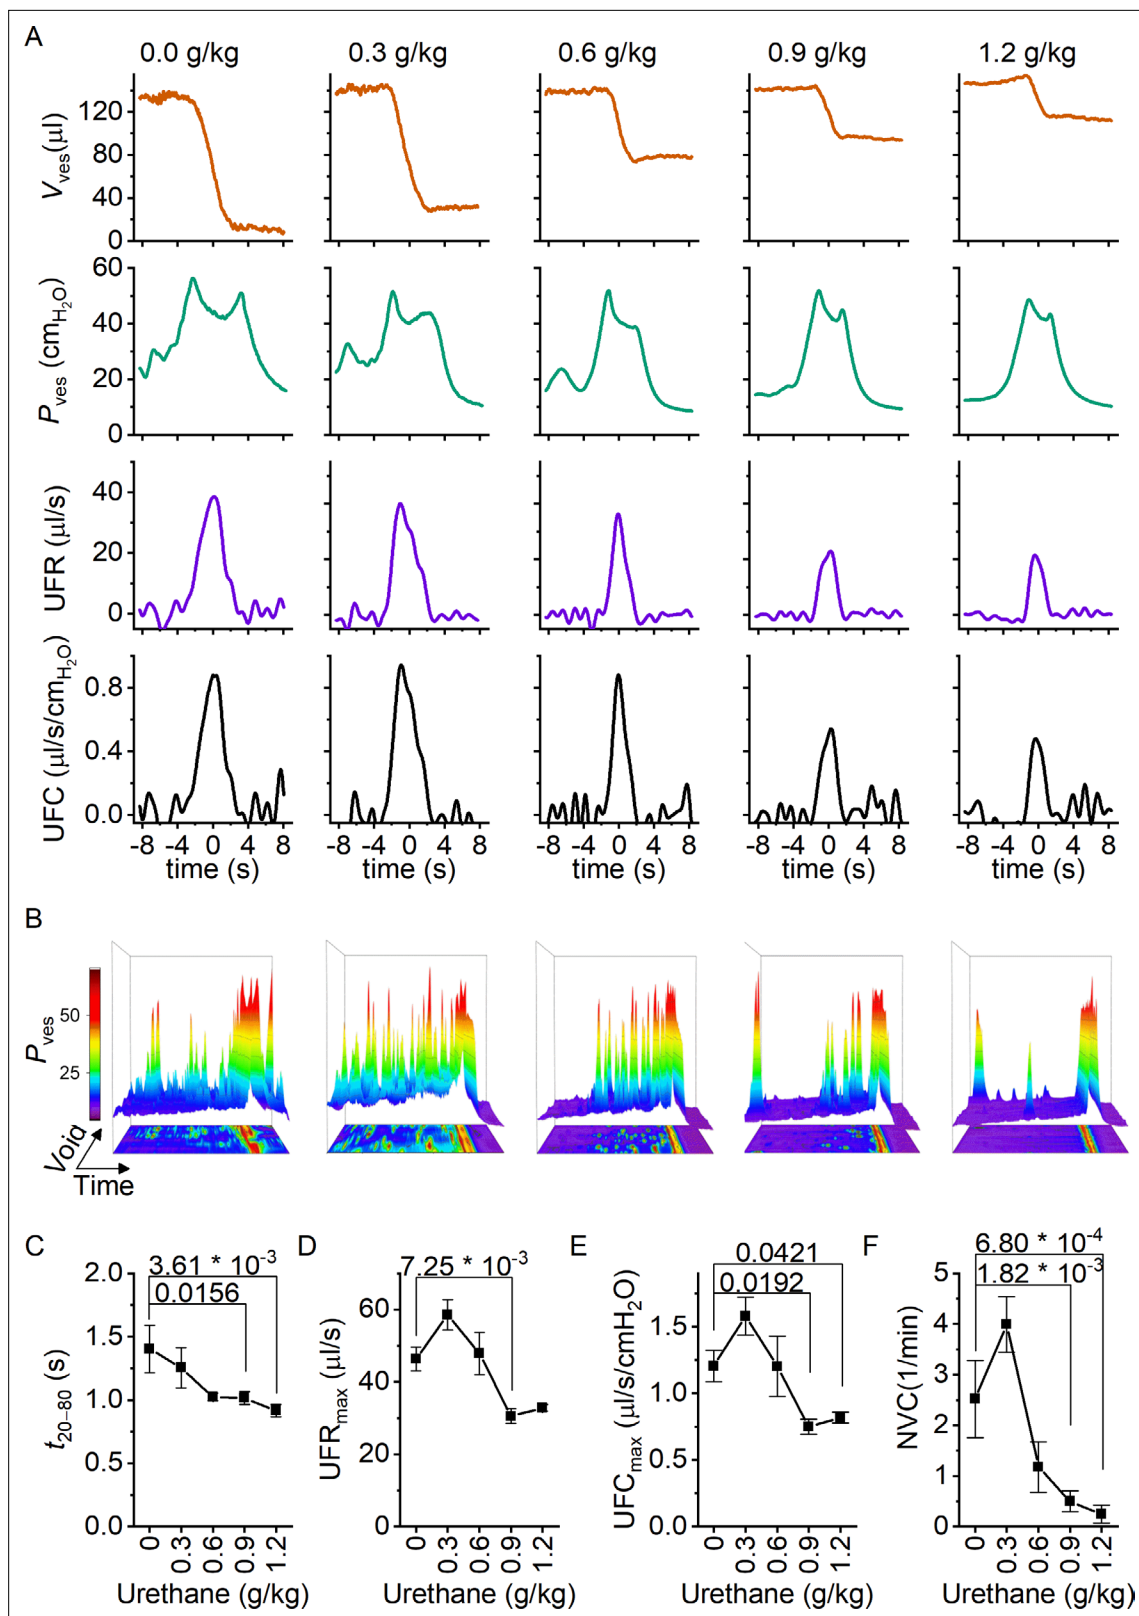 A
0.0 g/kg 0.3 g/kg 0.6 g/kg 0.9 g/kg 1.2 g/kg
V_ves(μl)
120
80
40
0
P_ves (cm_H2O)
60
40
20
0
-8 -4 0 4 8 -8 -4 0 4 8 -8 -4 0 4 8 -8 -4 0 4 8 -8 -4 0 4 8
UFR (μl/s)
40
20
0
UFC (μl/s/cm_H2O)
0.8
0.4
0.0
time (s) time (s) time (s) time (s) time (s)
B
P_ves
50
25
Void
Time
C
3.61 * 10^-3
0.0156
t_20–80 (s)
2.0
1.5
1.0
0.5
0.0
0 0.3 0.6 0.9 1.2
Urethane (g/kg)
D
7.25 * 10^-3
UFR_max (μl/s)
60
40
20
0
0 0.3 0.6 0.9 1.2
Urethane (g/kg)
E
0.0421
0.0192
UFC_max (μl/s/cmH2O)
1.5
1.0
0.5
0.0
0 0.3 0.6 0.9 1.2
Urethane (g/kg)
F
6.80 * 10^-4
1.82 * 10^-3
NVC(1/min)
5
4
3
2
1
0
0 0.3 0.6 0.9 1.2
Urethane (g/kg)